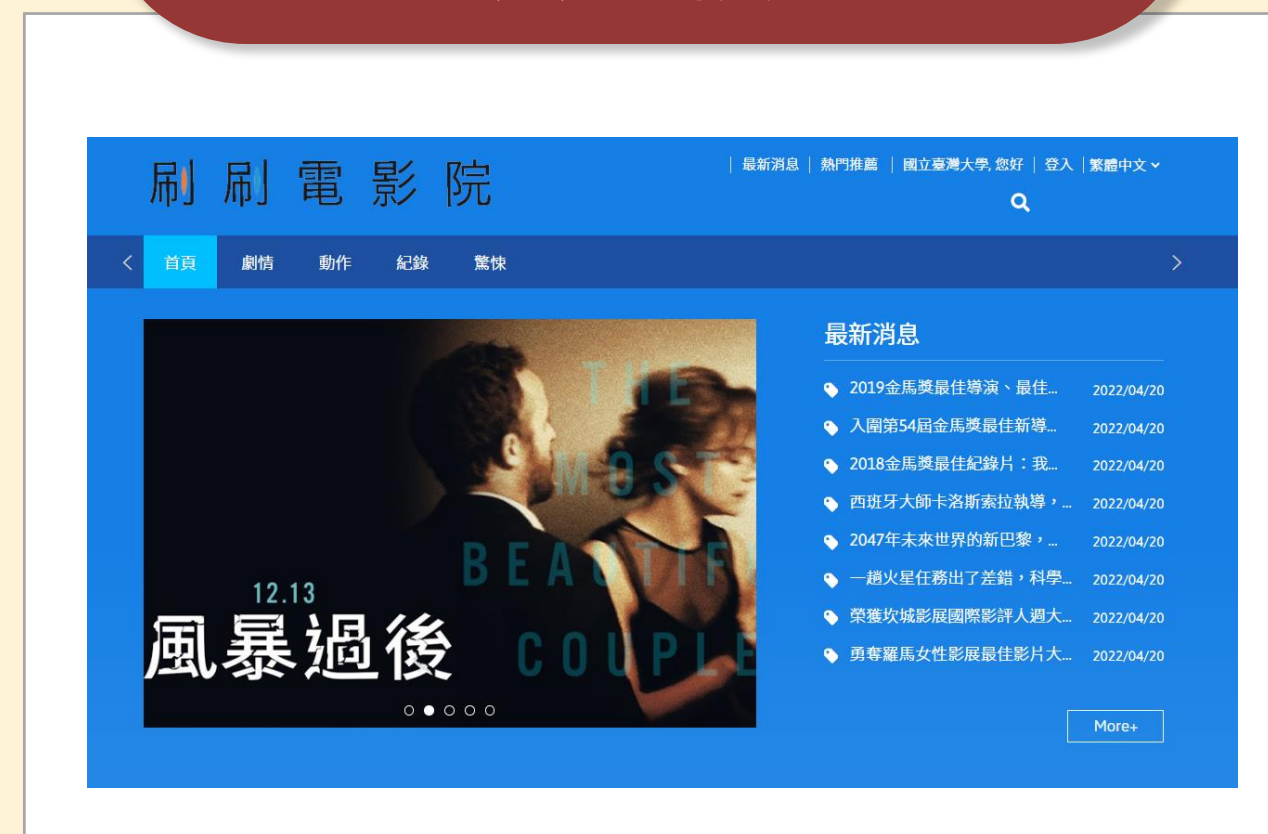 刷刷電影院
最新消息 熱門推薦 國立臺灣大學, 您好 登入 繁體中文
首頁 劇情 動作 紀錄 驚悚
THE
MOST
BEAUTIF
COUPLE
12.13
風暴過後
最新消息
2019金馬獎最佳導演、最佳... 2022/04/20
入圍第54屆金馬獎最佳新導... 2022/04/20
2018金馬獎最佳紀錄片：我... 2022/04/20
西班牙大師卡洛斯索拉執導，... 2022/04/20
2047年未來世界的新巴黎，... 2022/04/20
一趟火星任務出了差錯，科學... 2022/04/20
榮獲坎城影展國際影評人週大... 2022/04/20
勇奪羅馬女性影展最佳影片大... 2022/04/20
More+